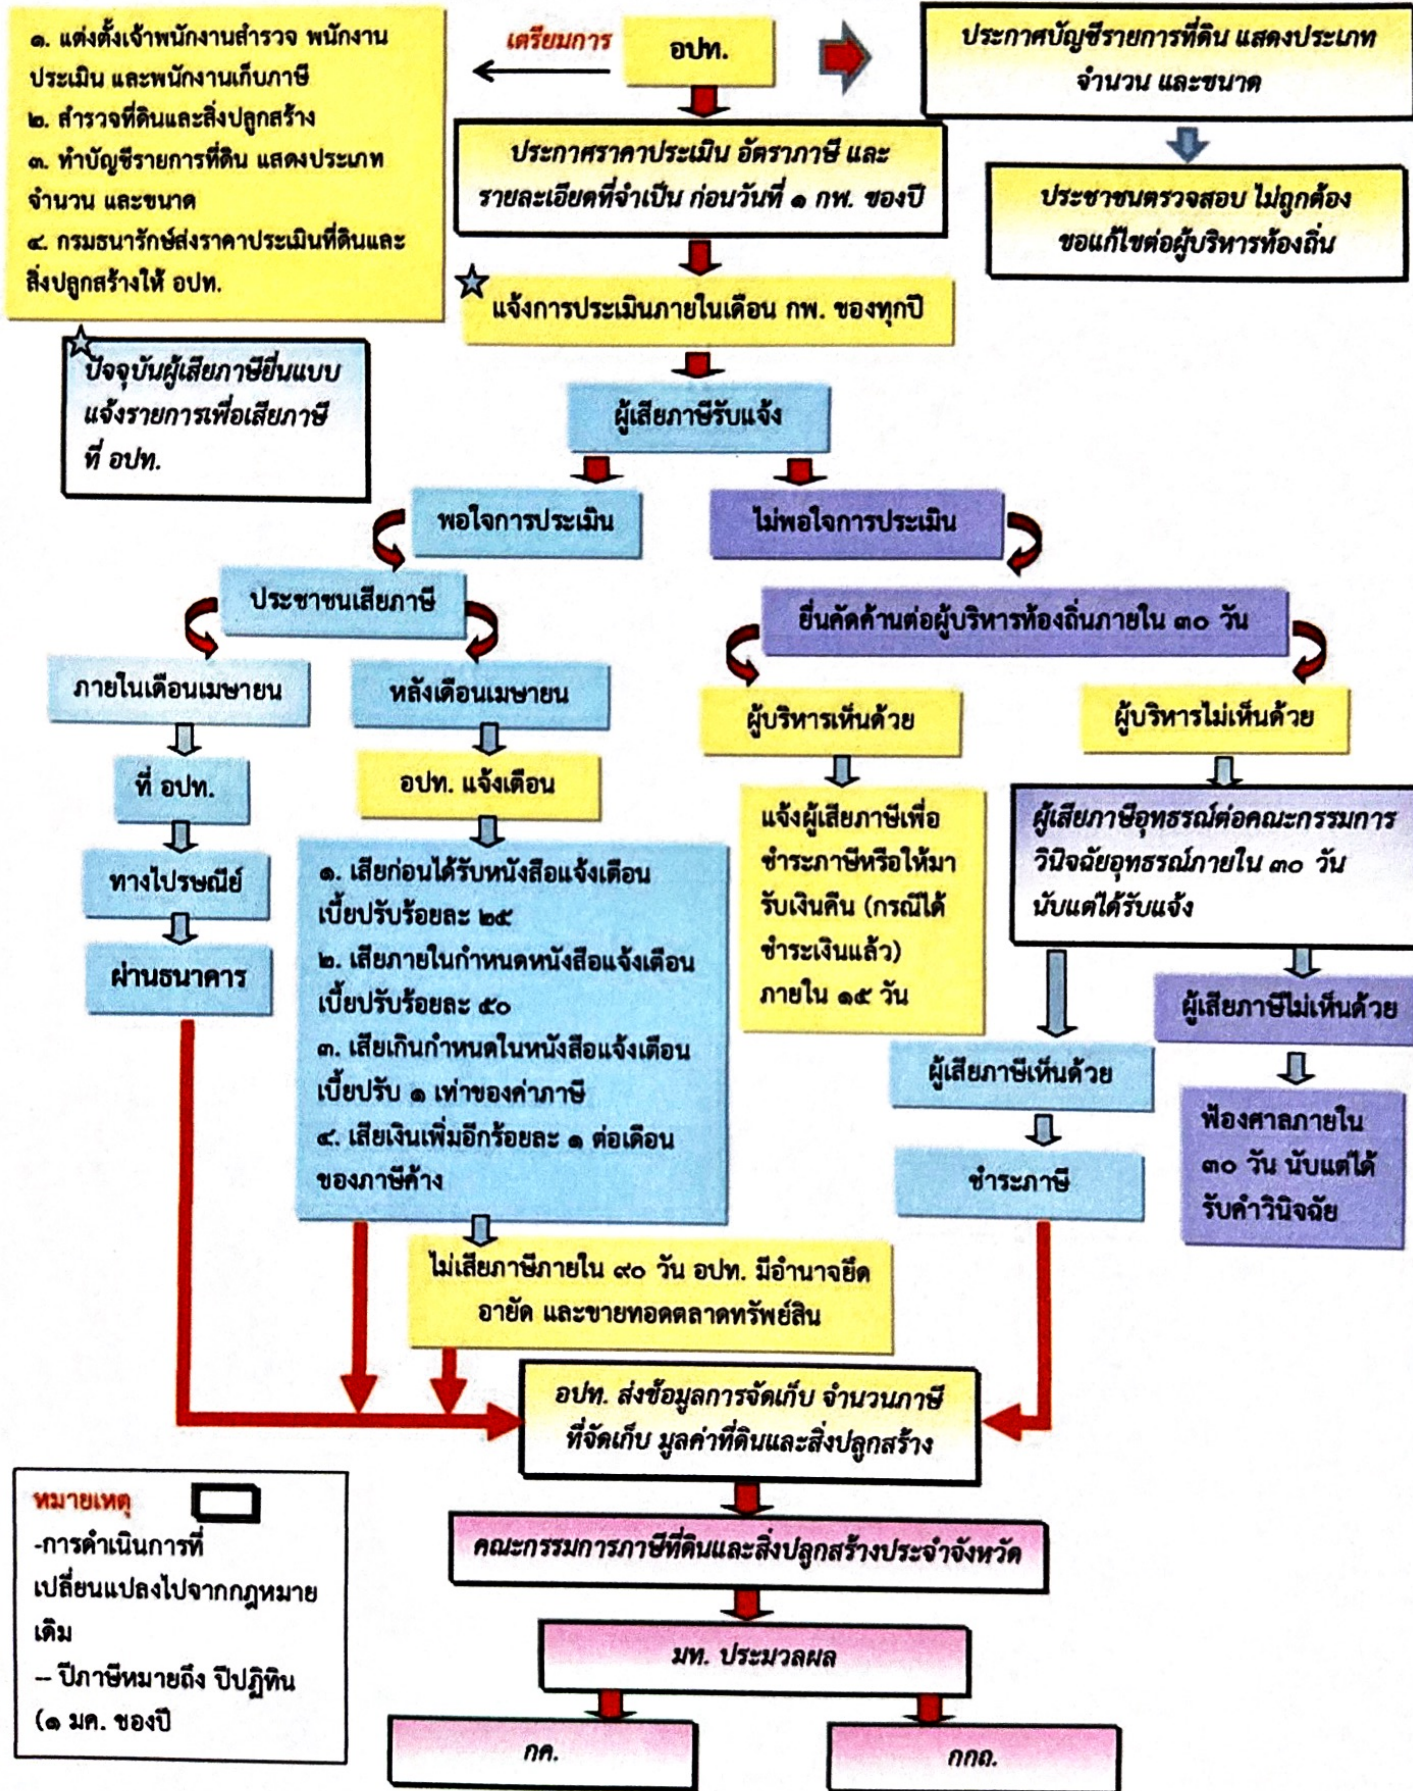 ๑. แต่งตั้งเจ้าพนักงานสำรวจ พนักงาน
ประเมิน และพนักงานเก็บภาษี
๒. สำรวจที่ดินและสิ่งปลูกสร้าง
๓. ทำบัญชีรายการที่ดิน แสดงประเภท
จำนวน และขนาด
๔. กรมธนารักษ์ส่งราคาประเมินที่ดินและ
สิ่งปลูกสร้างให้ อปท.
เตรียมการ
อปท.
ประกาศบัญชีรายการที่ดิน แสดงประเภท
จำนวน และขนาด
ประกาศราคาประเมิน อัตราภาษี และ
รายละเอียดที่จำเป็น ก่อนวันที่ ๑ กพ. ของปี
ประชาชนตรวจสอบ ไม่ถูกต้อง
ขอแก้ไขต่อผู้บริหารท้องถิ่น
แจ้งการประเมินภายในเดือน กพ. ของทุกปี
ปัจจุบันผู้เสียภาษียื่นแบบ
แจ้งรายการเพื่อเสียภาษี
ที่ อปท.
ผู้เสียภาษีรับแจ้ง
พอใจการประเมิน
ไม่พอใจการประเมิน
ประชาชนเสียภาษี
ยื่นคัดค้านต่อผู้บริหารท้องถิ่นภายใน ๓๐ วัน
ภายในเดือนเมษายน
หลังเดือนเมษายน
ผู้บริหารเห็นด้วย
ผู้บริหารไม่เห็นด้วย
ที่ อปท.
อปท. แจ้งเตือน
ทางไปรษณีย์
ผ่านธนาคาร
๑. เสียก่อนได้รับหนังสือแจ้งเตือน
เบี้ยปรับร้อยละ ๒๕
๒. เสียภายในกำหนดหนังสือแจ้งเตือน
เบี้ยปรับร้อยละ ๕๐
๓. เสียเกินกำหนดในหนังสือแจ้งเตือน
เบี้ยปรับ ๑ เท่าของค่าภาษี
๔. เสียเงินเพิ่มอีกร้อยละ ๑ ต่อเดือน
ของภาษีค้าง
แจ้งผู้เสียภาษีเพื่อ
ชำระภาษีหรือให้มา
รับเงินคืน (กรณีได้
ชำระเงินแล้ว)
ภายใน ๑๕ วัน
ผู้เสียภาษีอุทธรณ์ต่อคณะกรรมการ
วินิจฉัยอุทธรณ์ภายใน ๓๐ วัน
นับแต่ได้รับแจ้ง
ผู้เสียภาษีไม่เห็นด้วย
ผู้เสียภาษีเห็นด้วย
ฟ้องศาลภายใน
๓๐ วัน นับแต่ได้
รับคำวินิจฉัย
ชำระภาษี
ไม่เสียภาษีภายใน ๙๐ วัน อปท. มีอำนาจยึด
อายัด และขายทอดตลาดทรัพย์สิน
อปท. ส่งข้อมูลการจัดเก็บ จำนวนภาษี
ที่จัดเก็บ มูลค่าที่ดินและสิ่งปลูกสร้าง
หมายเหตุ
-การดำเนินการที่
เปลี่ยนแปลงไปจากกฎหมาย
เดิม
-- ปีภาษีหมายถึง ปีปฏิทิน
(๑ มค. ของปี
คณะกรรมการภาษีที่ดินและสิ่งปลูกสร้างประจำจังหวัด
มท. ประมวลผล
กค.
กกถ.